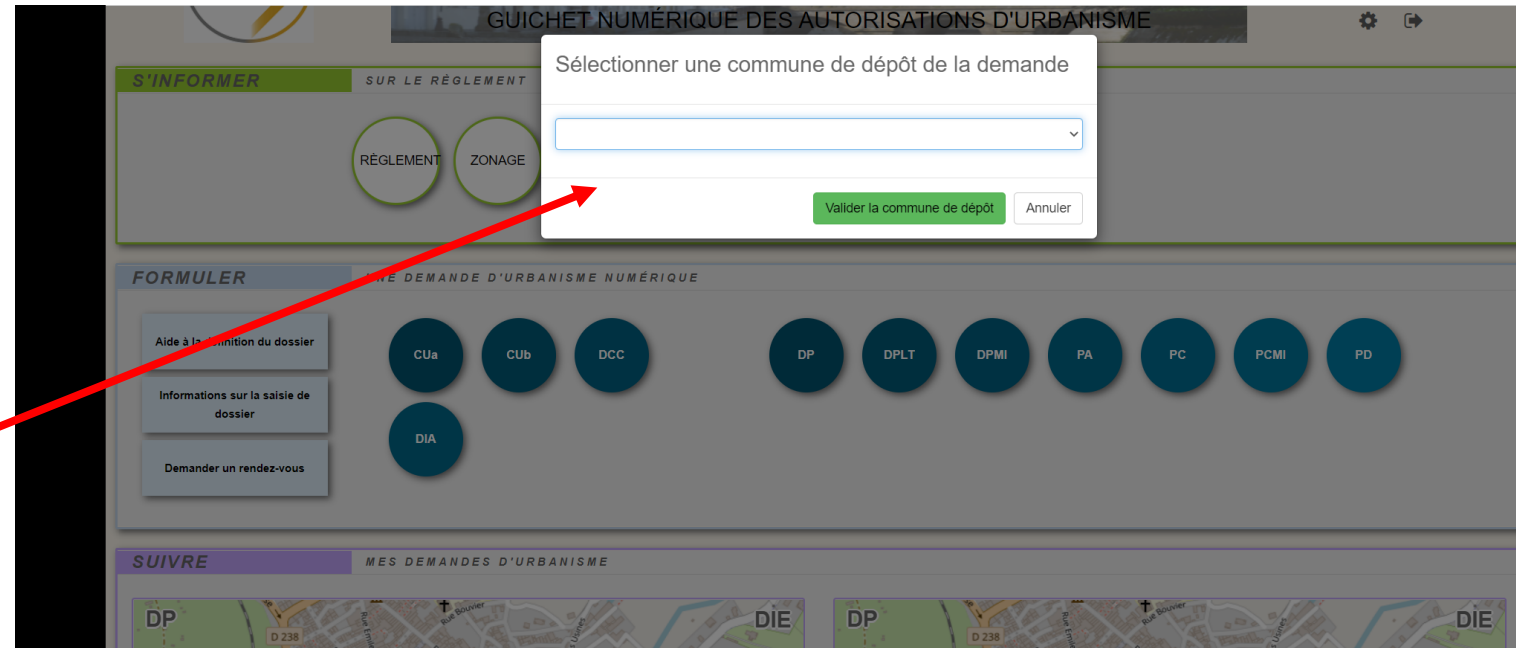 GUICHET NUMÉRIQUE DES AUTORISATIONS D'URBANISME
Sélectionner une commune de dépôt de la demande
Valider la commune de dépôt
Annuler
S'INFORMER
SUR LE RÈGLEMENT
RÈGLEMENT
ZONAGE
FORMULER
UNE DEMANDE D'URBANISME NUMÉRIQUE
Aide à la définition du dossier
Informations sur la saisie de
dossier
Demander un rendez-vous
CUa
CUb
DCC
DP
DPLT
DPMI
PA
PC
PCMI
PD
DIA
SUIVRE
MES DEMANDES D'URBANISME
DP
D 238
Rue Bouvier
DIE
DP
D 238
Rue Bouvier
DIE